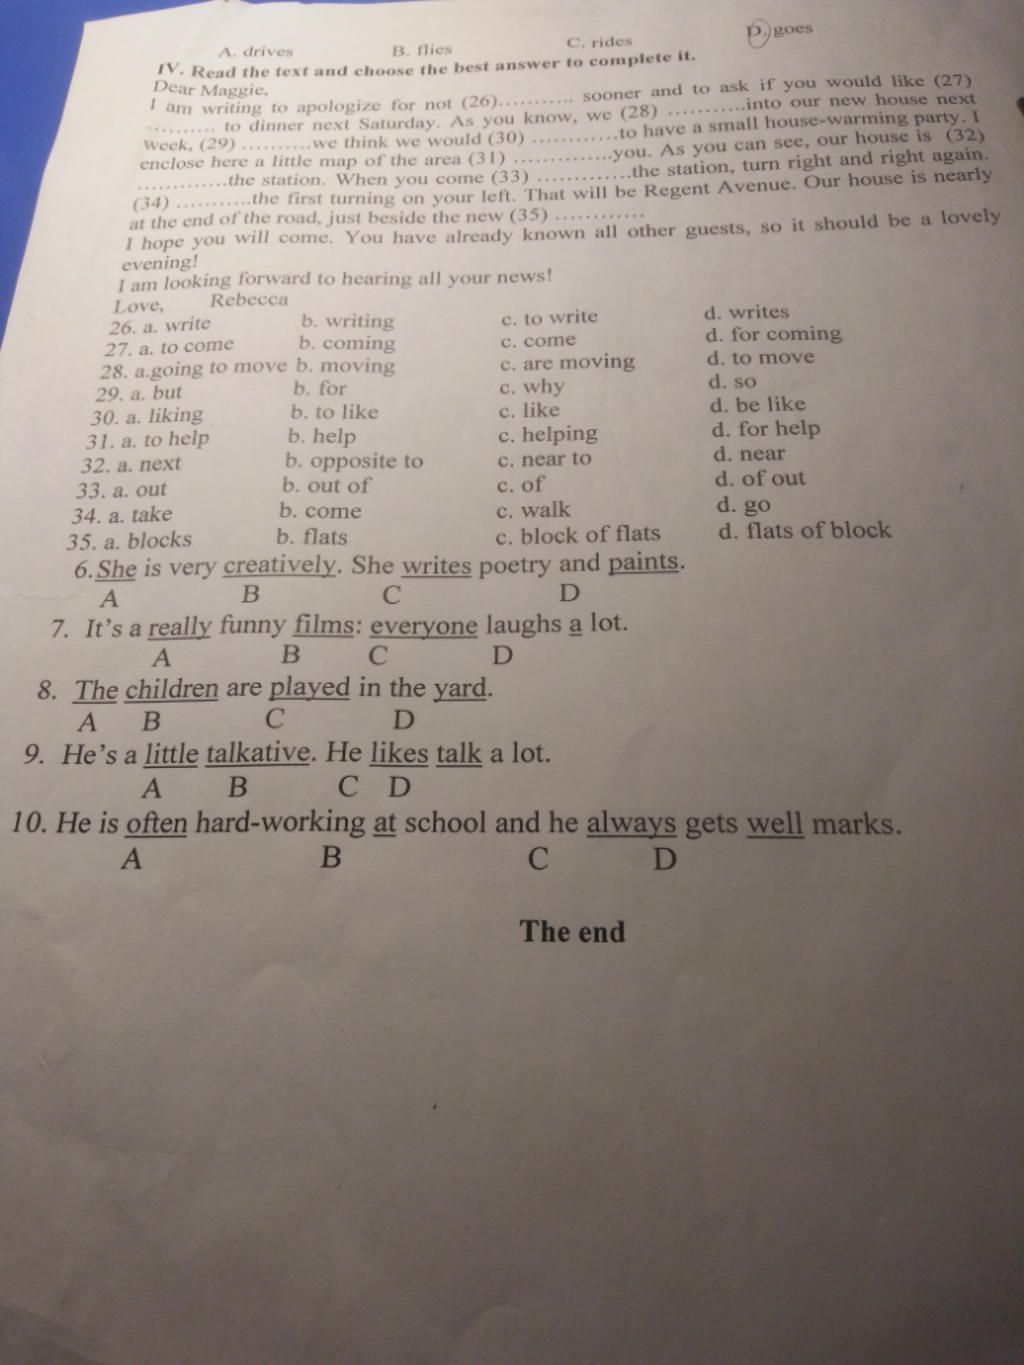 A. drives B. flies C. rides D. goes
IV. Read the text and choose the best answer to complete it.
Dear Maggie,
I am writing to apologize for not (26)........... sooner and to ask if you would like (27)
.......... to dinner next Saturday. As you know, we (28) ...........into our new house next
week, (29) ..........we think we would (30) ............to have a small house-warming party. I
enclose here a little map of the area (31) .............you. As you can see, our house is (32)
.............the station. When you come (33) .............the station, turn right and right again.
(34) ..........the first turning on your left. That will be Regent Avenue. Our house is nearly
at the end of the road, just beside the new (35) ............
I hope you will come. You have already known all other guests, so it should be a lovely
evening!
I am looking forward to hearing all your news!
Love, Rebecca
26. a. write b. writing c. to write d. writes
27. a. to come b. coming c. come d. for coming
28. a.going to move b. moving c. are moving d. to move
29. a. but b. for c. why d. so
30. a. liking b. to like c. like d. be like
31. a. to help b. help c. helping d. for help
32. a. next b. opposite to c. near to d. near
33. a. out b. out of c. of d. of out
34. a. take b. come c. walk d. go
35. a. blocks b. flats c. block of flats d. flats of block
6.She is very creatively. She writes poetry and paints.
A B C D
7. It's a really funny films: everyone laughs a lot.
A B C D
8. The children are played in the yard.
A B C D
9. He's a little talkative. He likes talk a lot.
A B C D
10. He is often hard-working at school and he always gets well marks.
A B C D
The end